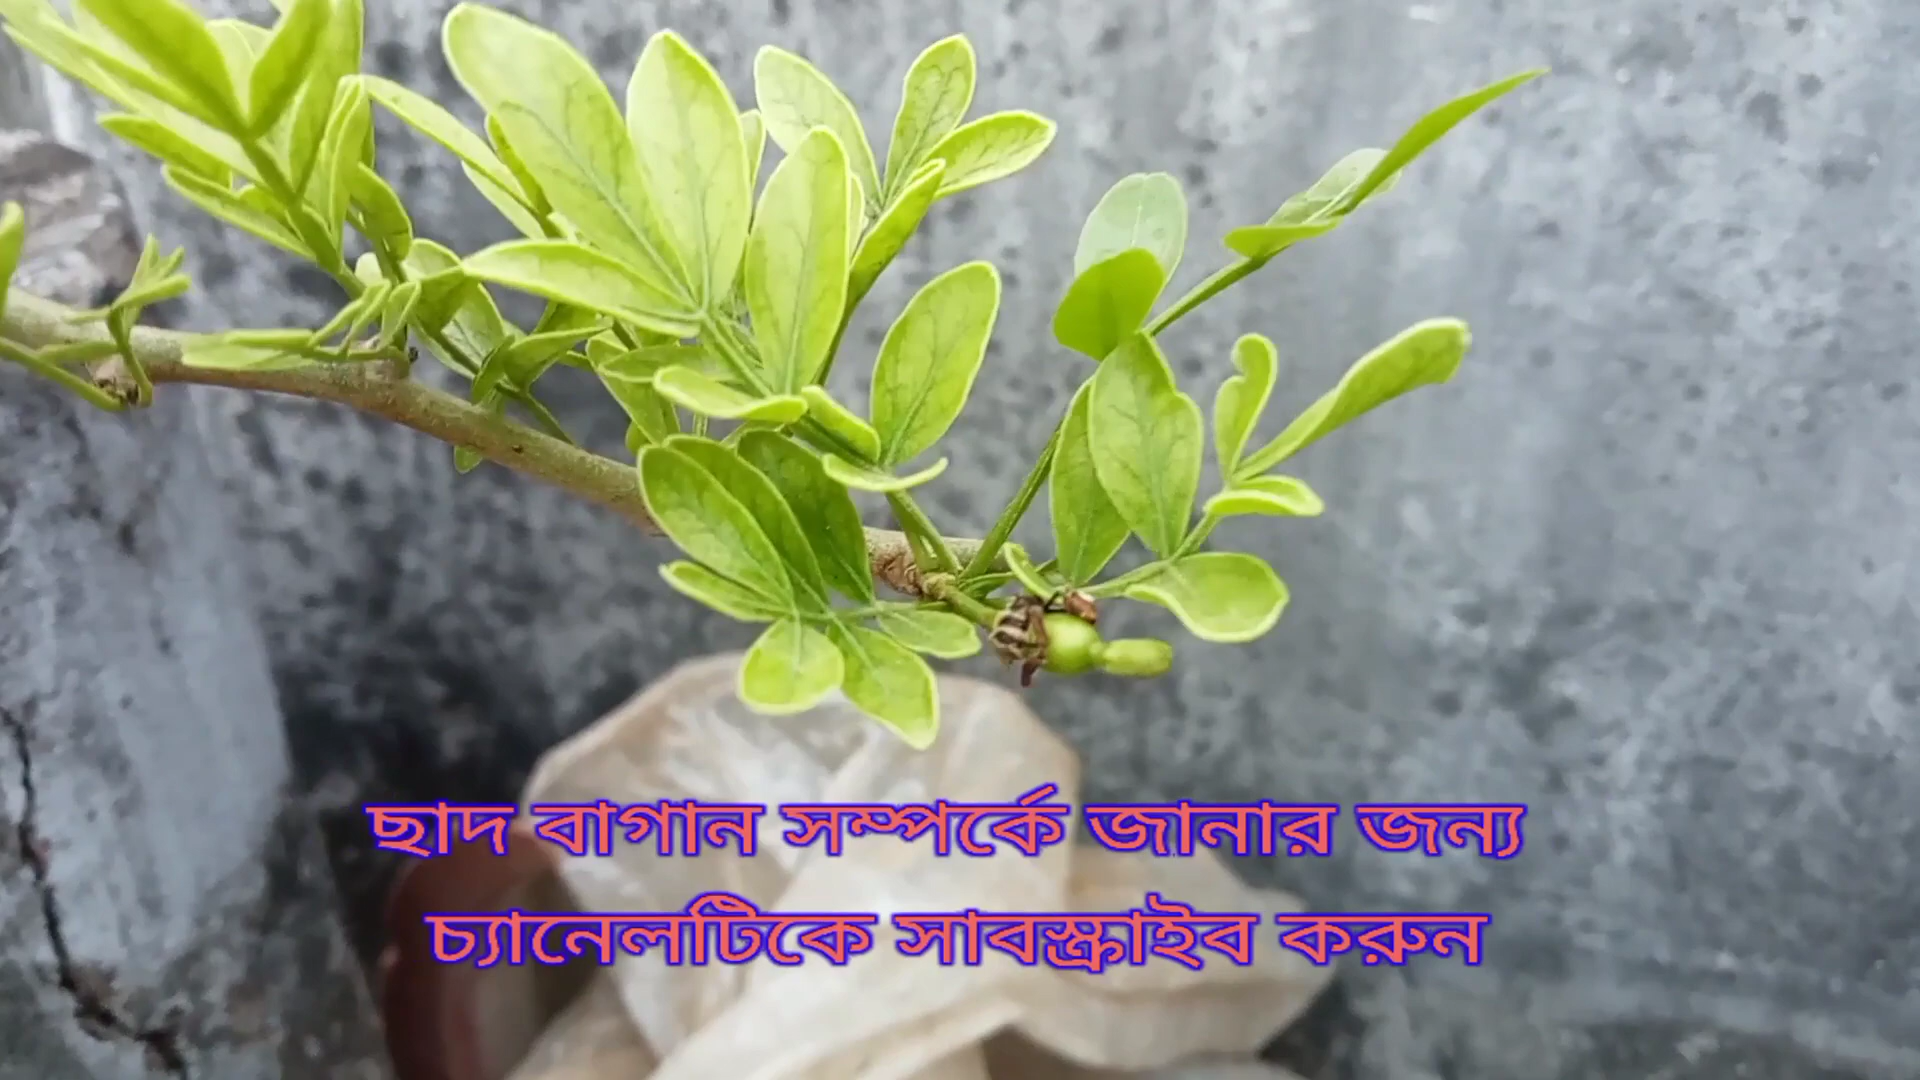 ছাদ বাগান সম্পর্কে জানার জন্য
চ্যানেলটিকে সাবস্ক্রাইব করুন